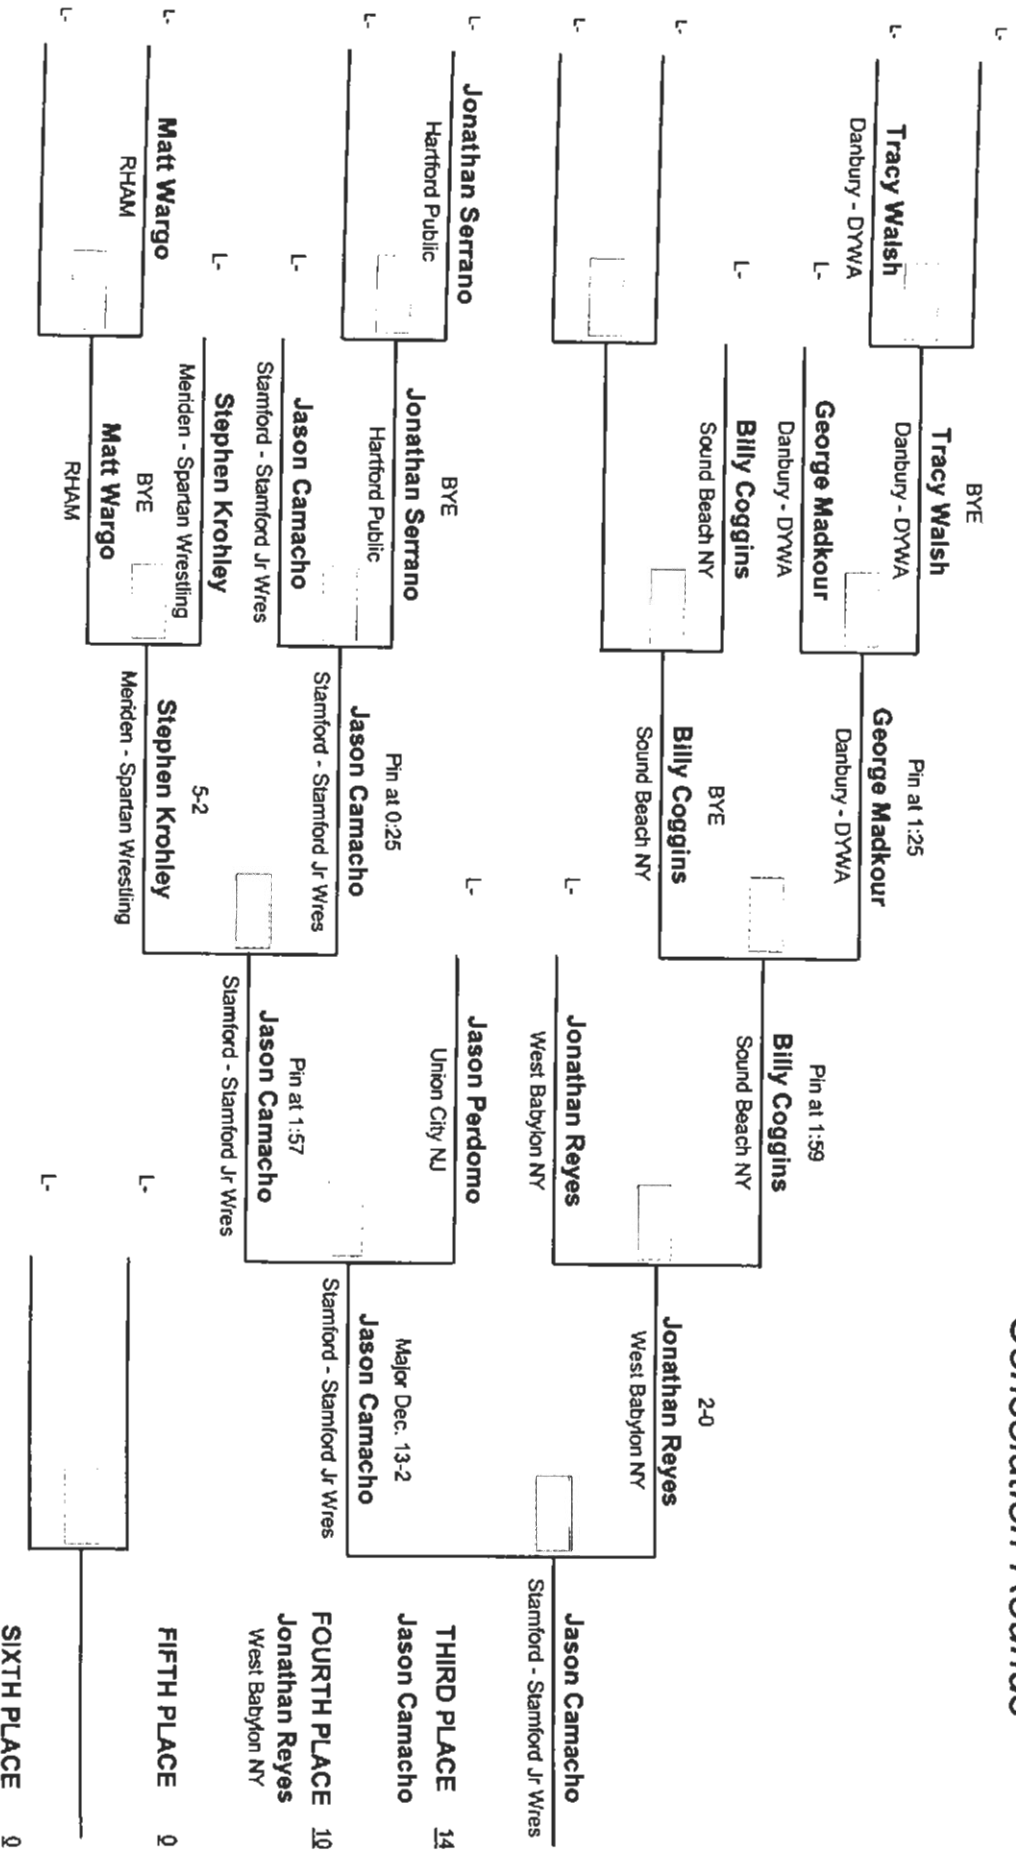 Consolation Rounds
L-
L-
Tracy Walsh
Danbury - DYWA
L-
L-
L-
Jonathan Serrano
Hartford Public
L-
L-
Matt Wargo
RHAM
L-
BYE
Tracy Walsh
Danbury - DYWA
L-
George Madkour
Danbury - DYWA
L-
Billy Coggins
Sound Beach NY
BYE
Jonathan Serrano
Hartford Public
L-
Jason Camacho
Stamford - Stamford Jr Wres
L-
Stephen Krohley
Meriden - Spartan Wrestling
BYE
Matt Wargo
RHAM
Pin at 1:25
George Madkour
Danbury - DYWA
BYE
Billy Coggins
Sound Beach NY
Pin at 0:25
Jason Camacho
Stamford - Stamford Jr Wres
5-2
Stephen Krohley
Meriden - Spartan Wrestling
Pin at 1:59
Billy Coggins
Sound Beach NY
L-
Jonathan Reyes
West Babylon NY
L-
Jason Perdomo
Union City NJ
Pin at 1:57
Jason Camacho
Stamford - Stamford Jr Wres
2-0
Jonathan Reyes
West Babylon NY
Major Dec. 13-2
Jason Camacho
Stamford - Stamford Jr Wres
L-
L-
Jason Camacho
Stamford - Stamford Jr Wres
THIRD PLACE 14
Jason Camacho
FOURTH PLACE 10
Jonathan Reyes
West Babylon NY
FIFTH PLACE 0
SIXTH PLACE 0